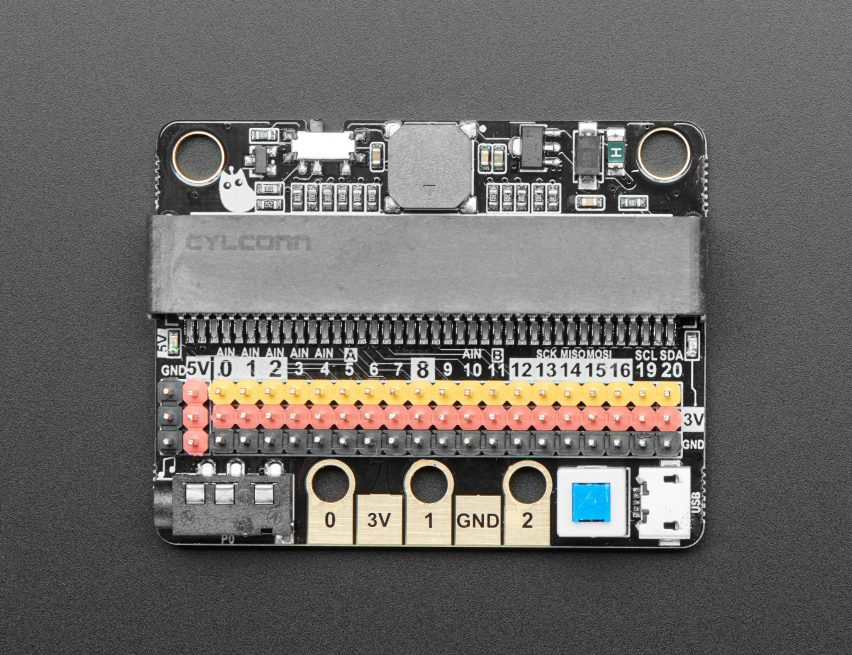 CYLCONN
5V
AIN AIN AIN AIN AIN A AIN B SCK MISO MOSI SCL SDA
GND 5V 0 1 2 3 4 5 6 7 8 9 10 11 12 13 14 15 16 19 20
3V
GND
P0
0 3V 1 GND 2
USB